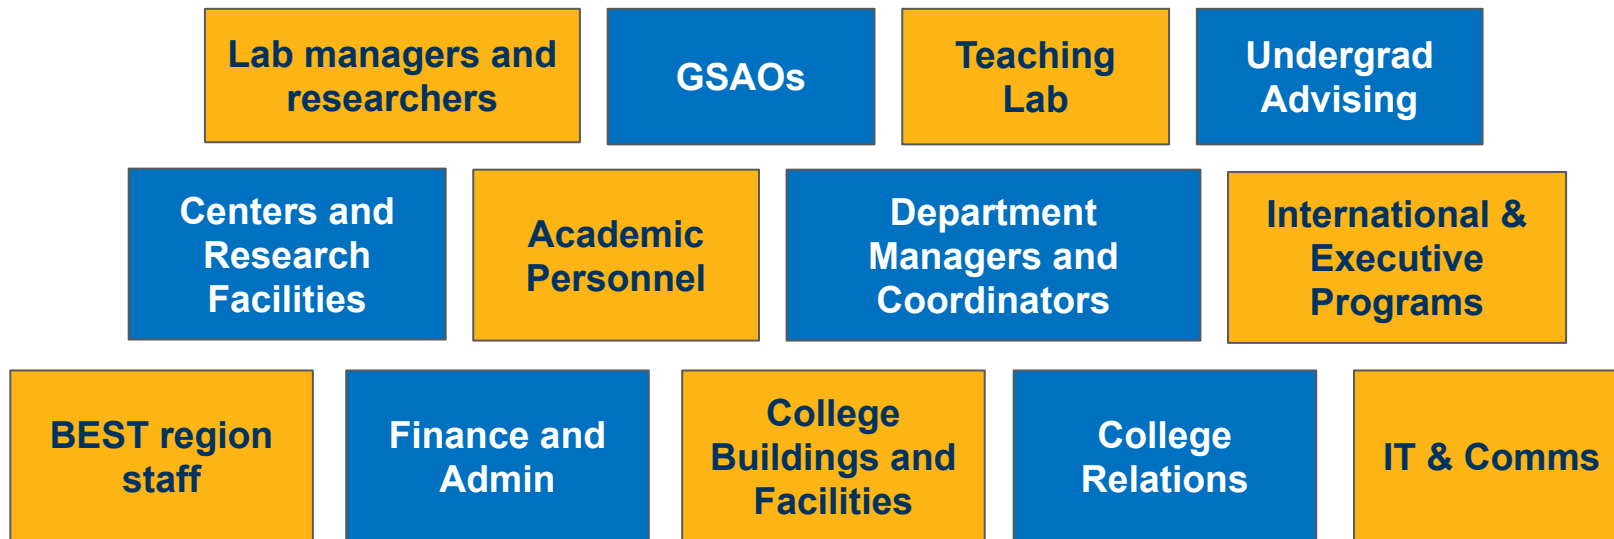 Lab managers and
researchers
GSAOs
Teaching
Lab
Undergrad
Advising
Centers and
Research
Facilities
Academic
Personnel
Department
Managers and
Coordinators
International &
Executive
Programs
BEST region
staff
Finance and
Admin
College
Buildings and
Facilities
College
Relations
IT & Comms